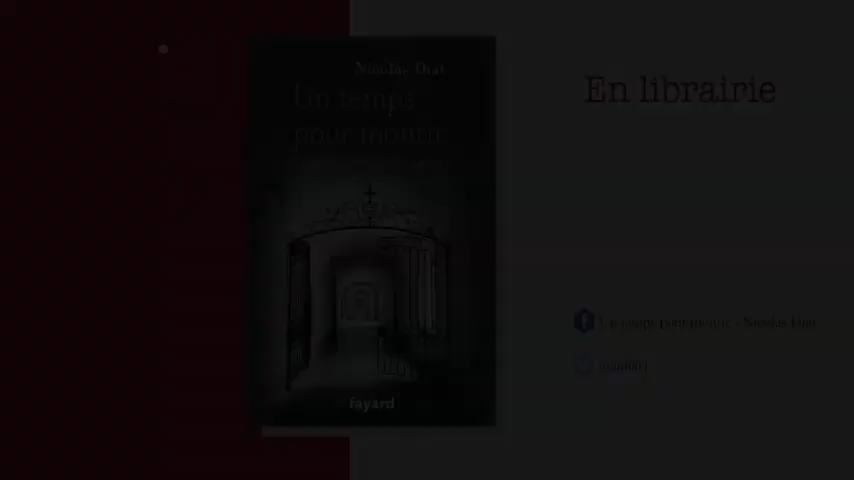 Nicolas Diat
Un temps
pour mourir
fayard
En librairie
Un temps pour mourir - Nicolas Diat